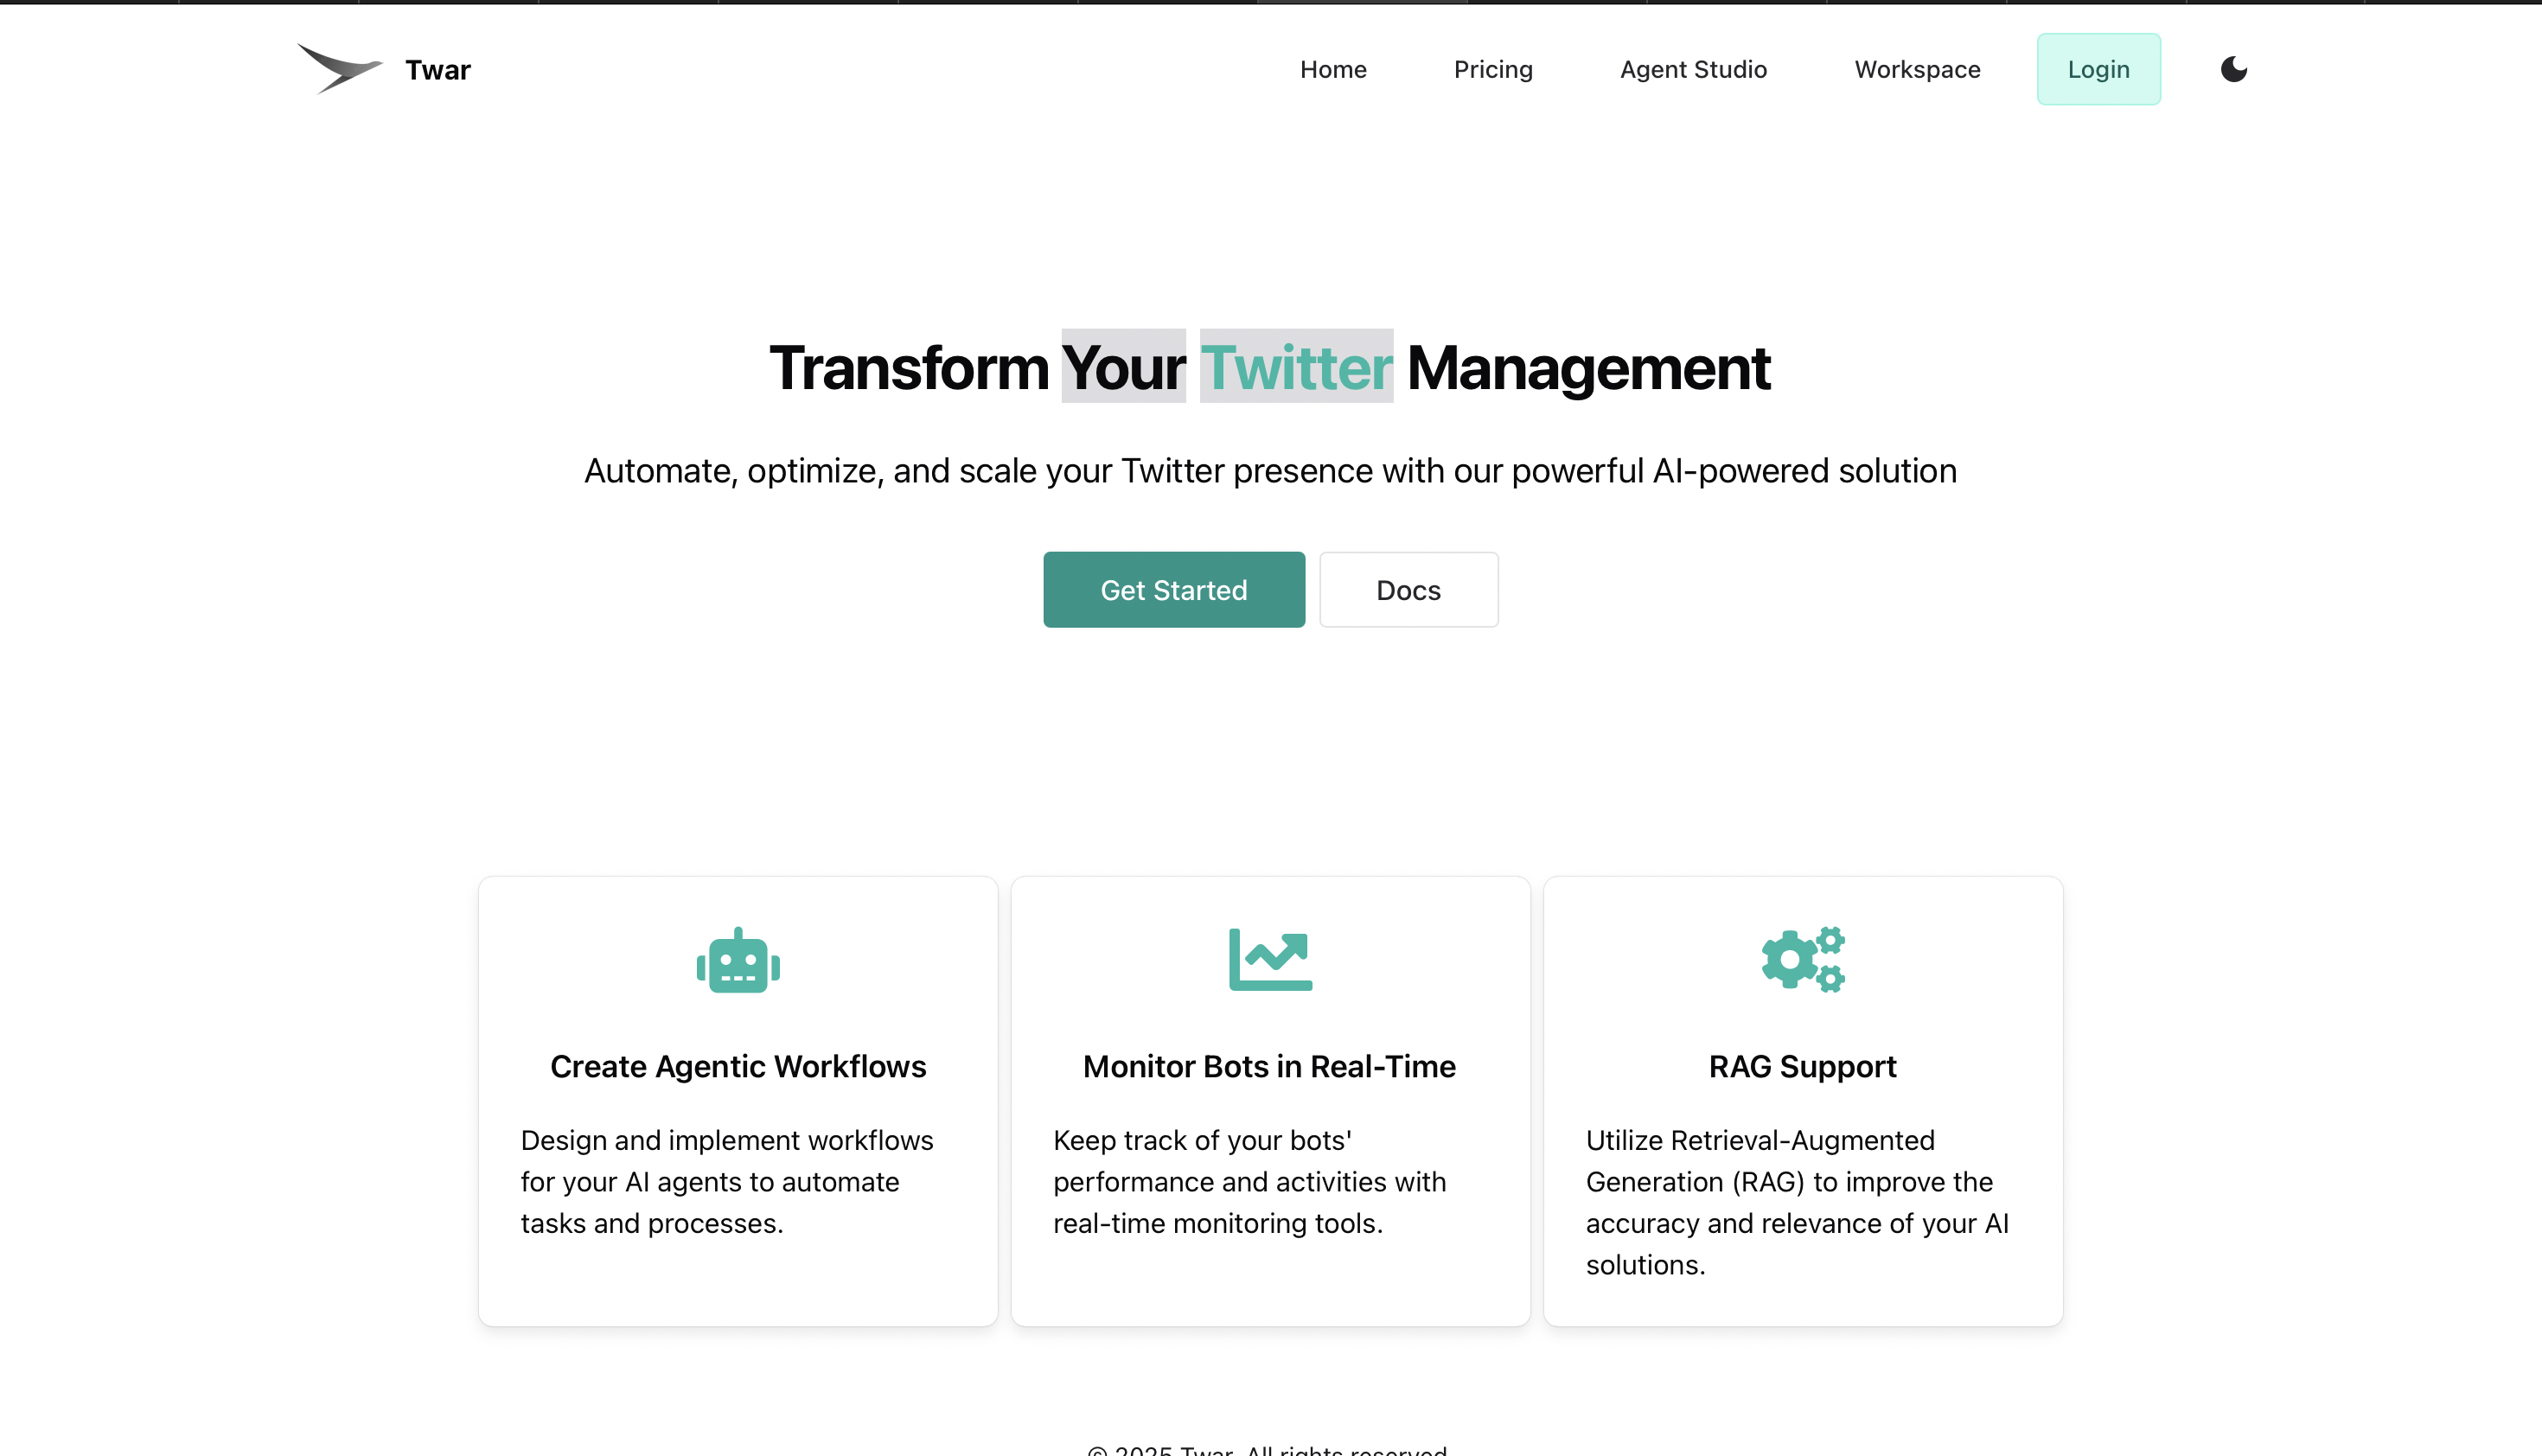 Twar
Home
Pricing
Agent Studio
Workspace
Login
Transform Your Twitter Management
Automate, optimize, and scale your Twitter presence with our powerful AI-powered solution
Get Started
Docs
Create Agentic Workflows
Design and implement workflows
for your AI agents to automate
tasks and processes.
Monitor Bots in Real-Time
Keep track of your bots'
performance and activities with
real-time monitoring tools.
RAG Support
Utilize Retrieval-Augmented
Generation (RAG) to improve the
accuracy and relevance of your AI
solutions.
© 2025 Twar. All rights reserved.